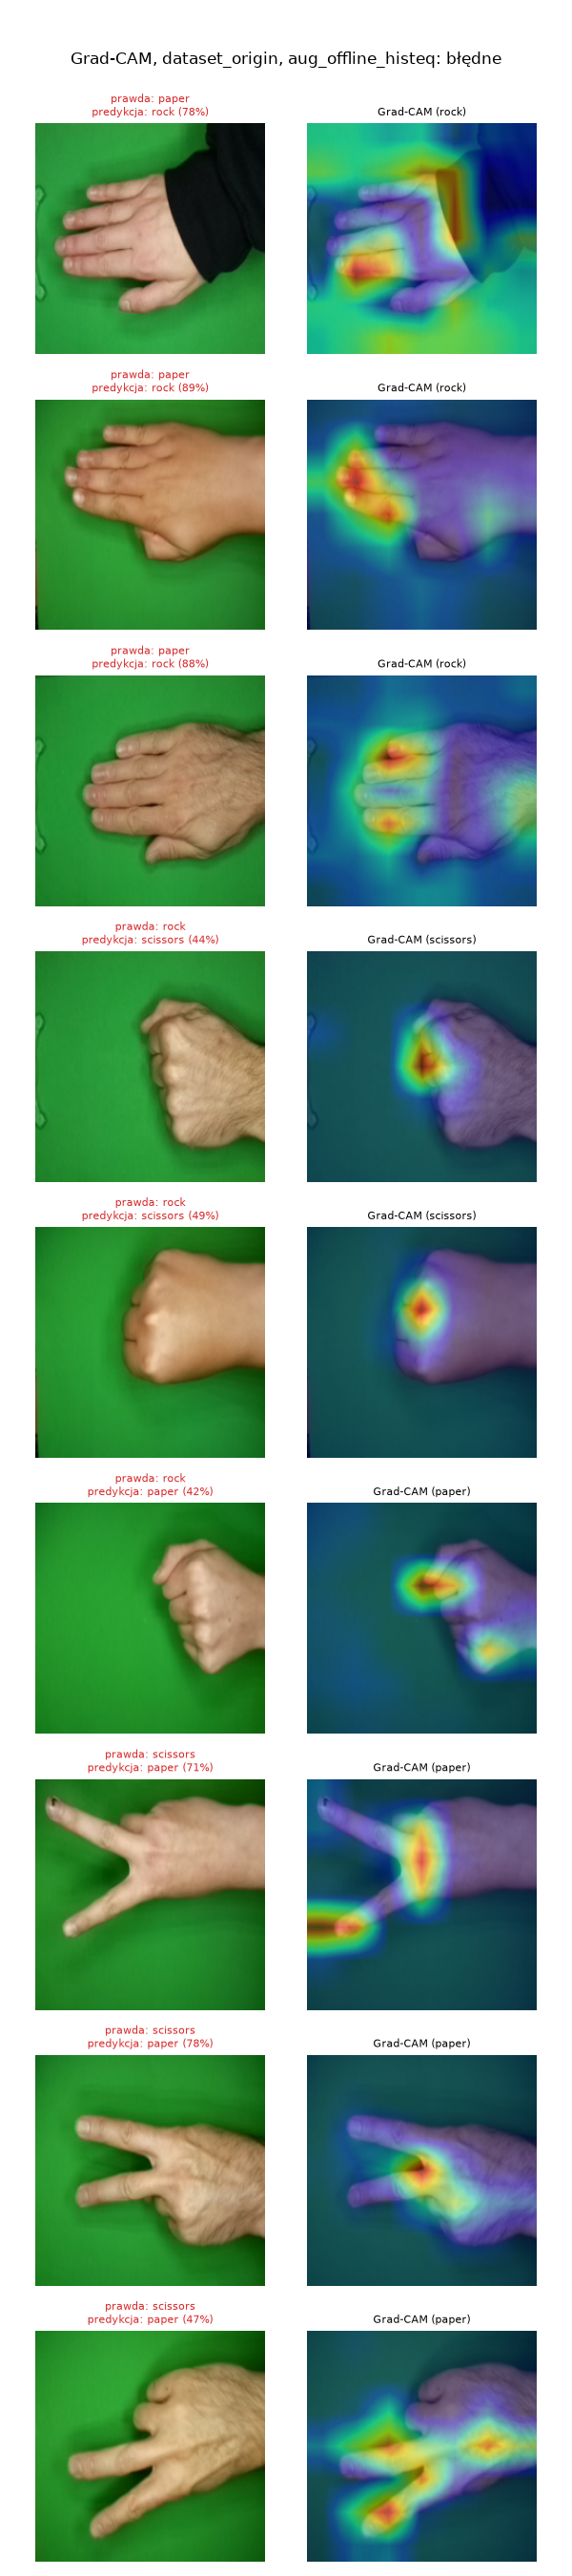 Grad-CAM, dataset_origin, aug_offline_histeq: błędne
prawda: paper
predykcja: rock (78%)
Grad-CAM (rock)
prawda: paper
predykcja: rock (89%)
Grad-CAM (rock)
prawda: paper
predykcja: rock (88%)
Grad-CAM (rock)
prawda: rock
predykcja: scissors (44%)
Grad-CAM (scissors)
prawda: rock
predykcja: scissors (49%)
Grad-CAM (scissors)
prawda: rock
predykcja: paper (42%)
Grad-CAM (paper)
prawda: scissors
predykcja: paper (71%)
Grad-CAM (paper)
prawda: scissors
predykcja: paper (78%)
Grad-CAM (paper)
prawda: scissors
predykcja: paper (47%)
Grad-CAM (paper)